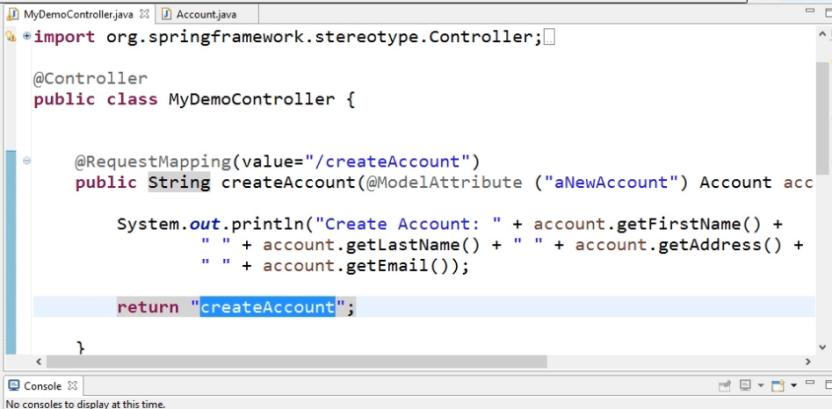 MyDemoController.java Account.java
import org.springframework.stereotype.Controller;
@Controller
public class MyDemoController {
@RequestMapping(value="/createAccount")
public String createAccount(@ModelAttribute ("aNewAccount") Account acc
System.out.println("Create Account: " + account.getFirstName() +
" " + account.getLastName() + " " + account.getAddress() +
" " + account.getEmail());
return "createAccount";
}
Console
No consoles to display at this time.